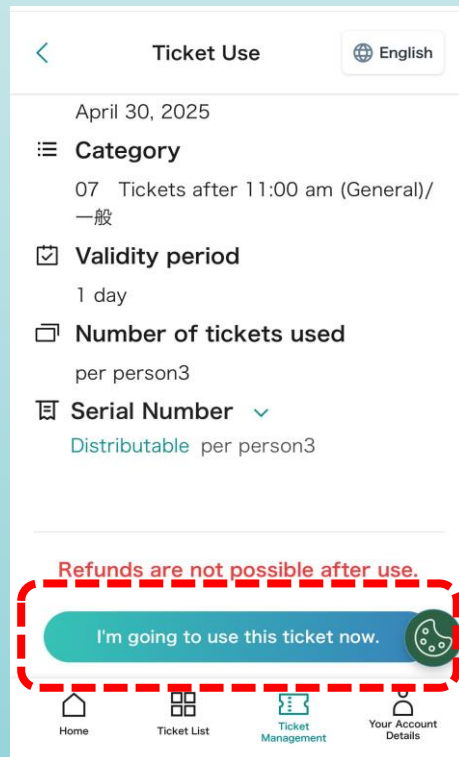 Ticket Use
English
April 30, 2025
Category
07 Tickets after 11:00 am (General)/
一般
Validity period
1 day
Number of tickets used
per person3
Serial Number
Distributable per person3
Refunds are not possible after use.
I'm going to use this ticket now.
Home
Ticket List
Ticket
Management
Your Account
Details